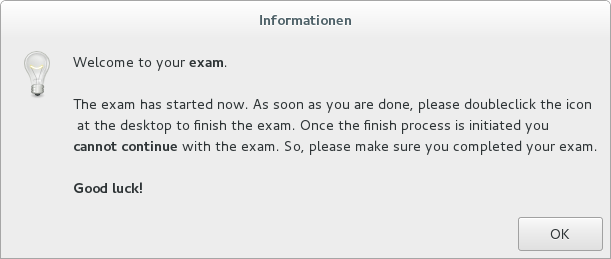 Informationen
Welcome to your exam.
The exam has started now. As soon as you are done, please doubleclick the icon
at the desktop to finish the exam. Once the finish process is initiated you
cannot continue with the exam. So, please make sure you completed your exam.
Good luck!
OK